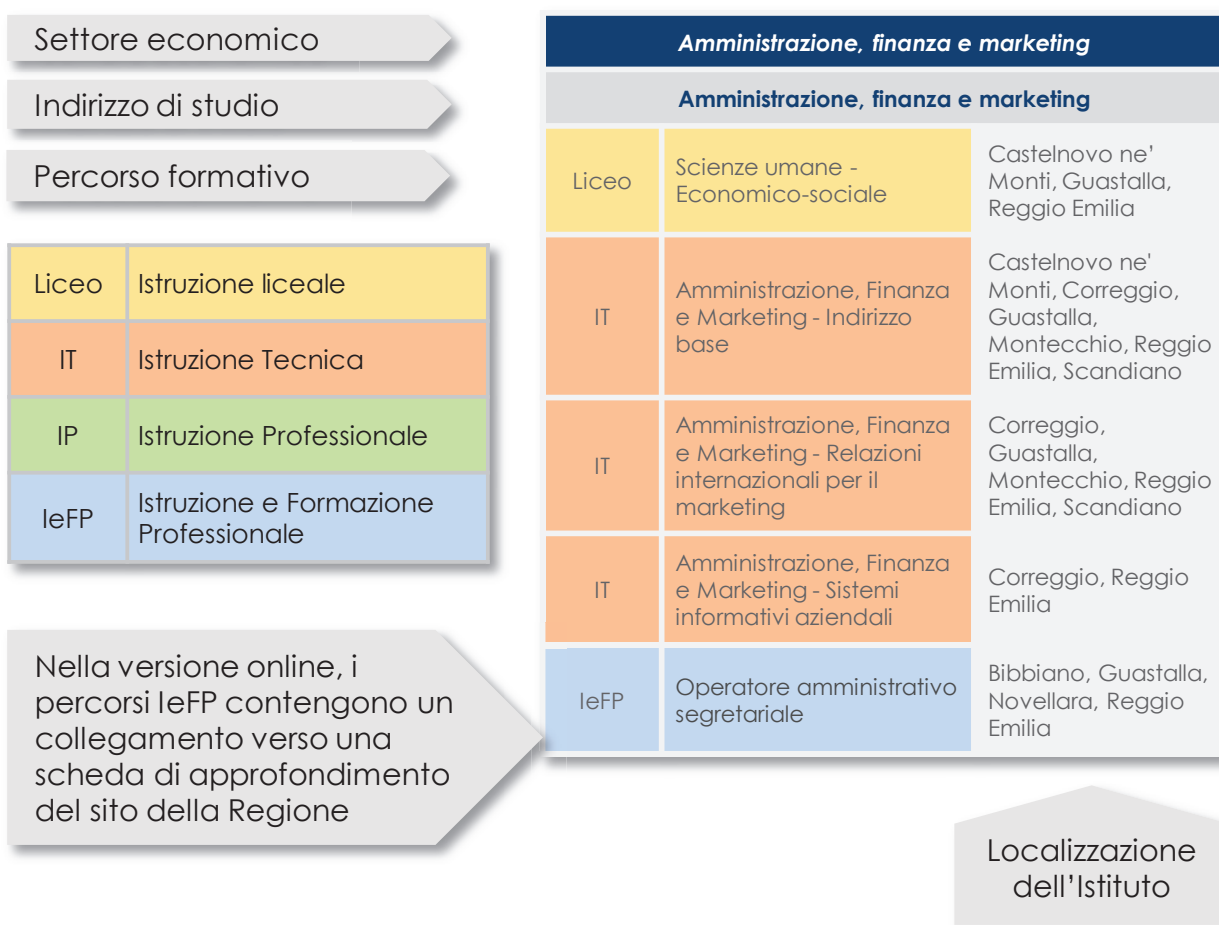 Settore economico
Indirizzo di studio
Percorso formativo
Liceo
Istruzione liceale
IT
Istruzione Tecnica
IP
Istruzione Professionale
IeFP
Istruzione e Formazione
Professionale
Nella versione online, i
percorsi IeFP contengono un
collegamento verso una
scheda di approfondimento
del sito della Regione
Amministrazione, finanza e marketing
Amministrazione, finanza e marketing
Liceo
Scienze umane -
Economico-sociale
Castelnovo ne’
Monti, Guastalla,
Reggio Emilia
IT
Amministrazione, Finanza
e Marketing - Indirizzo
base
Castelnovo ne'
Monti, Correggio,
Guastalla,
Montecchio, Reggio
Emilia, Scandiano
IT
Amministrazione, Finanza
e Marketing - Relazioni
internazionali per il
marketing
Correggio,
Guastalla,
Montecchio, Reggio
Emilia, Scandiano
IT
Amministrazione, Finanza
e Marketing - Sistemi
informativi aziendali
Correggio, Reggio
Emilia
IeFP
Operatore amministrativo
segretariale
Bibbiano, Guastalla,
Novellara, Reggio
Emilia
Localizzazione
dell’Istituto